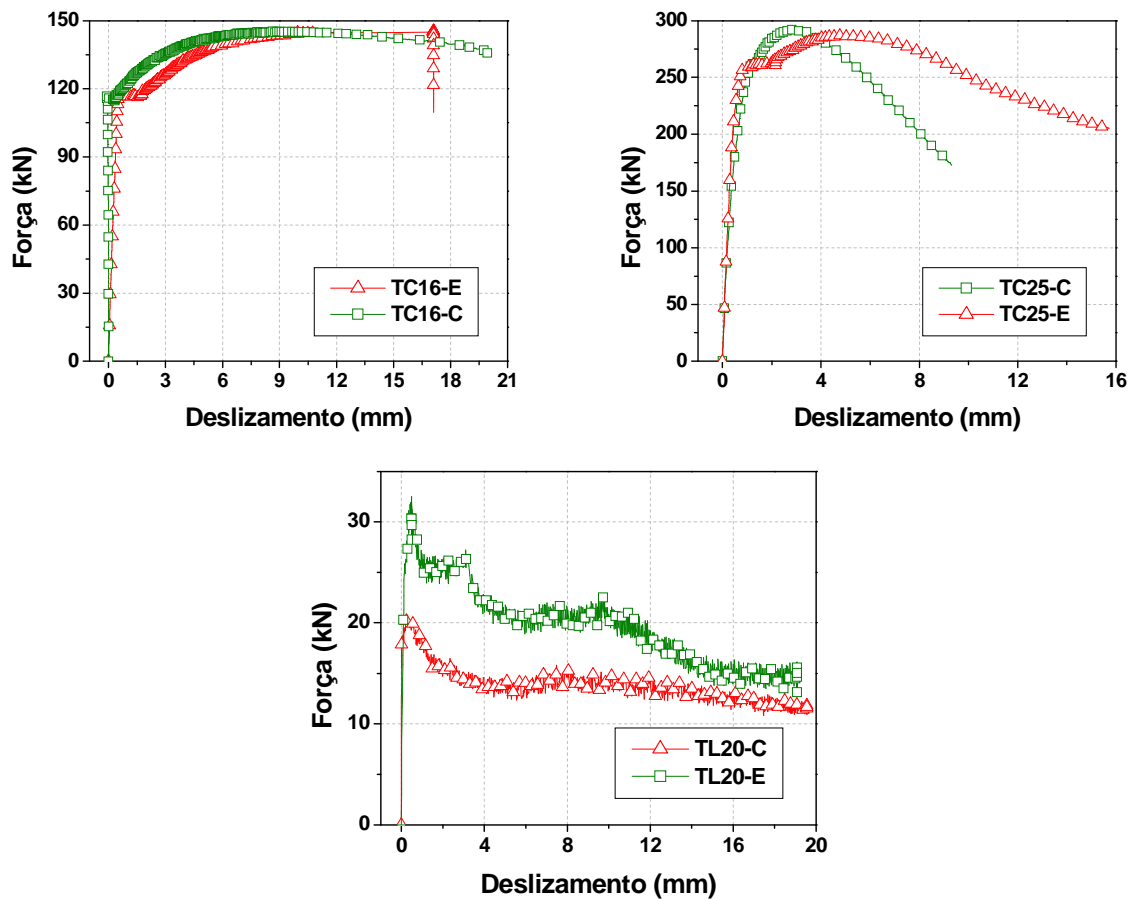 150
120
90
60
30
0
Força (kN)
TC16-E
TC16-C
0 3 6 9 12 15 18 21
Deslizamento (mm)
300
250
200
150
100
50
0
Força (kN)
TC25-C
TC25-E
0 4 8 12 16
Deslizamento (mm)
30
20
10
0
Força (kN)
TL20-C
TL20-E
0 4 8 12 16 20
Deslizamento (mm)